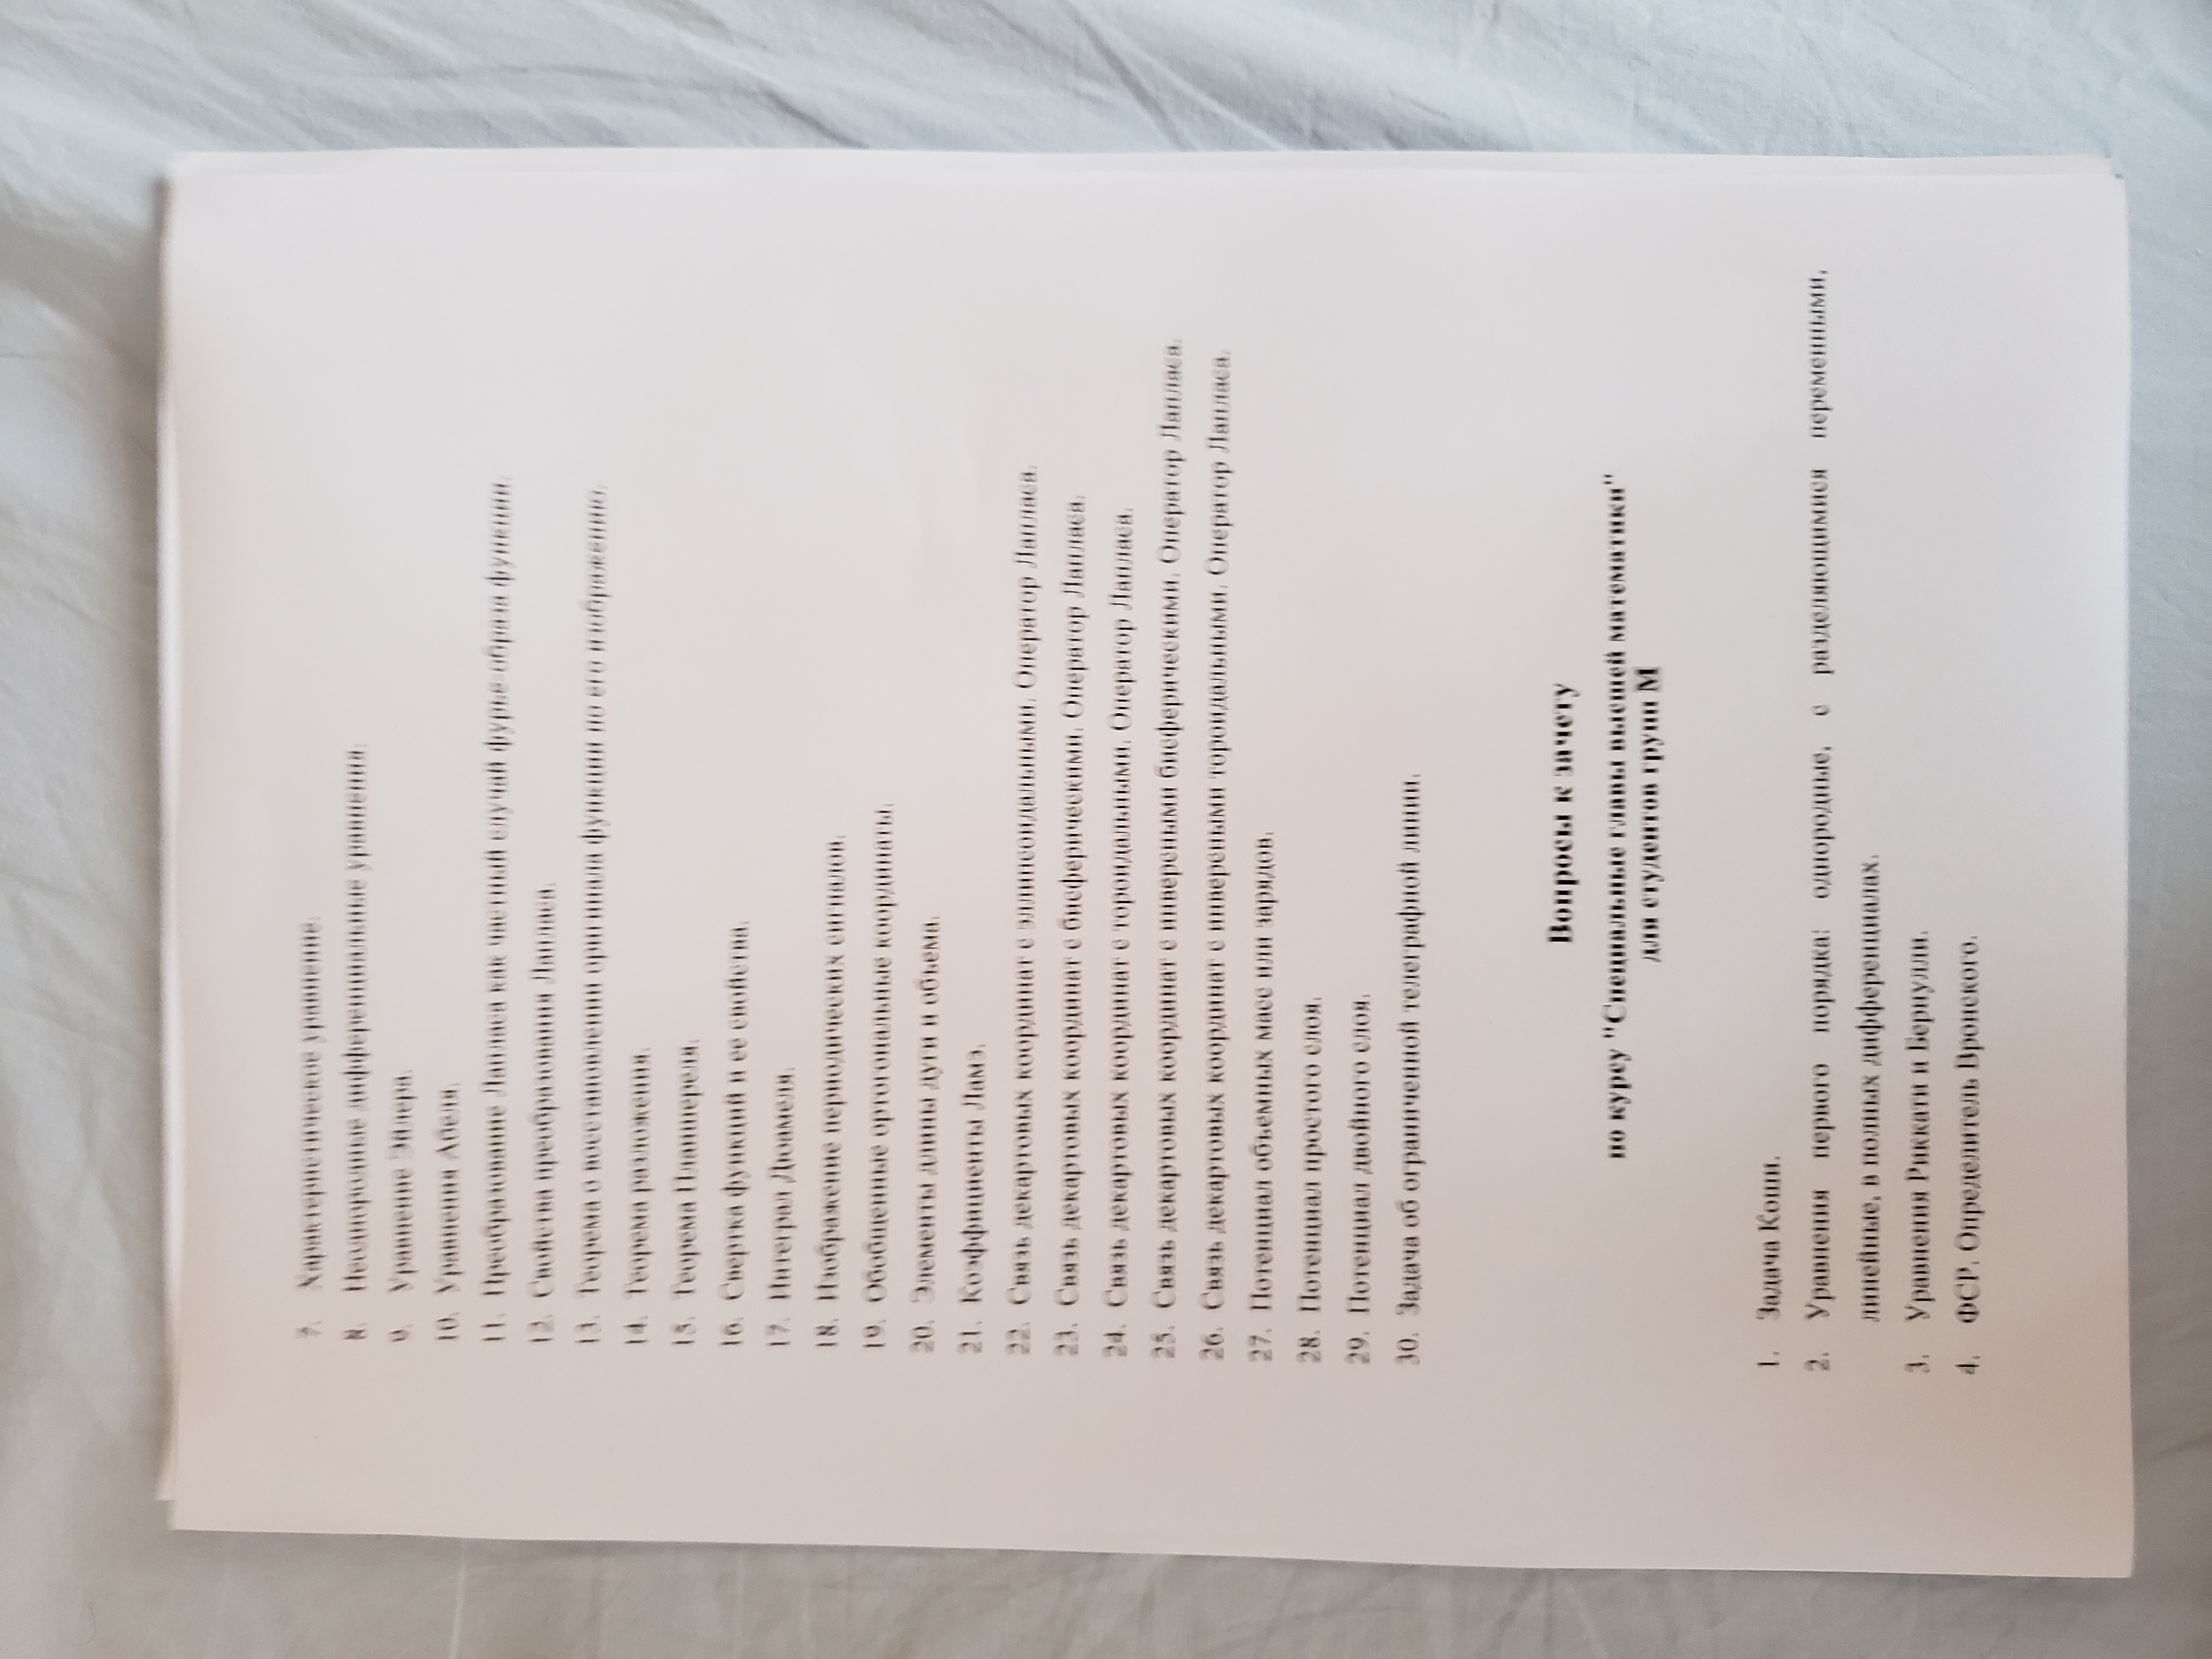 7. Характеристическое уравнение.
8. Неоднородные дифференциальные уравнения.
9. Уравнение Эйлера.
10. Уравнения Абеля.
11. Преобразование Лапласа как частный случай фурье-образа функции.
12. Свойства преобразования Лапласа.
13. Теорема о восстановлении оригинала функции по его изображению.
14. Теорема разложения.
15. Теорема Планшереля.
16. Свертка функций и ее свойства.
17. Интеграл Дюамеля.
18. Изображение периодических сигналов.
19. Обобщенные ортогональные координаты.
20. Элементы длины дуги и объема.
21. Коэффициенты Ламэ.
22. Связь декартовых координат с эллипсоидальными. Оператор Лапласа.
23. Связь декартовых координат с бисферическими. Оператор Лапласа.
24. Связь декартовых координат с тороидальными. Оператор Лапласа.
25. Связь декартовых координат с инверсными бисферическими. Оператор Лапласа.
26. Связь декартовых координат с инверсными тороидальными. Оператор Лапласа.
27. Потенциал объемных масс или зарядов.
28. Потенциал простого слоя.
29. Потенциал двойного слоя.
30. Задача об ограниченной телеграфной линии.
Вопросы к зачету
по курсу "Специальные главы высшей математики"
для студентов групп М
1. Задача Коши.
2. Уравнения первого порядка: однородные, с разделяющимися переменными,
линейные, в полных дифференциалах.
3. Уравнения Риккати и Бернулли.
4. ФСР. Определитель Вронского.